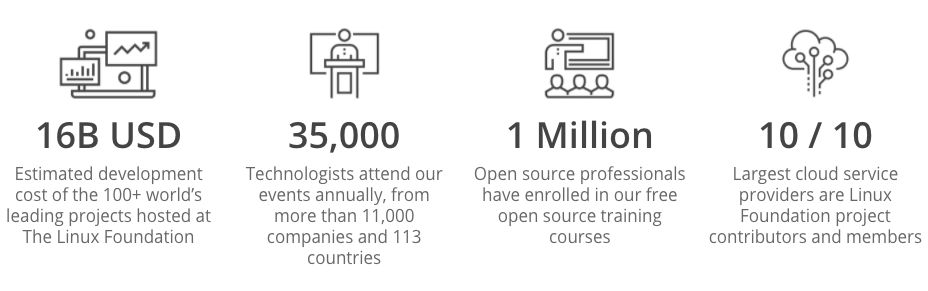 16B USD
Estimated development
cost of the 100+ world’s
leading projects hosted at
The Linux Foundation
35,000
Technologists attend our
events annually, from
more than 11,000
companies and 113
countries
1 Million
Open source professionals
have enrolled in our free
open source training
courses
10 / 10
Largest cloud service
providers are Linux
Foundation project
contributors and members